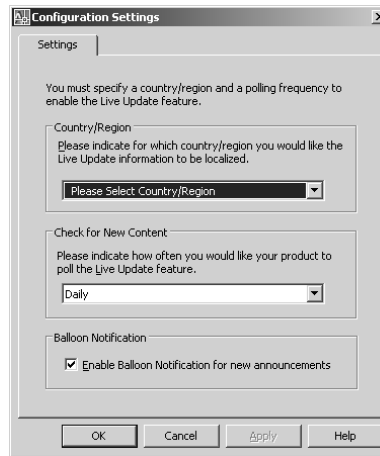 Configuration Settings
Settings
You must specify a country/region and a polling frequency to
enable the Live Update feature.
Country/Region
Please indicate for which country/region you would like the
Live Update information to be localized.
Please Select Country/Region
Check for New Content
Please indicate how often you would like your product to
poll the Live Update feature.
Daily
Balloon Notification
Enable Balloon Notification for new announcements
OK Cancel Apply Help